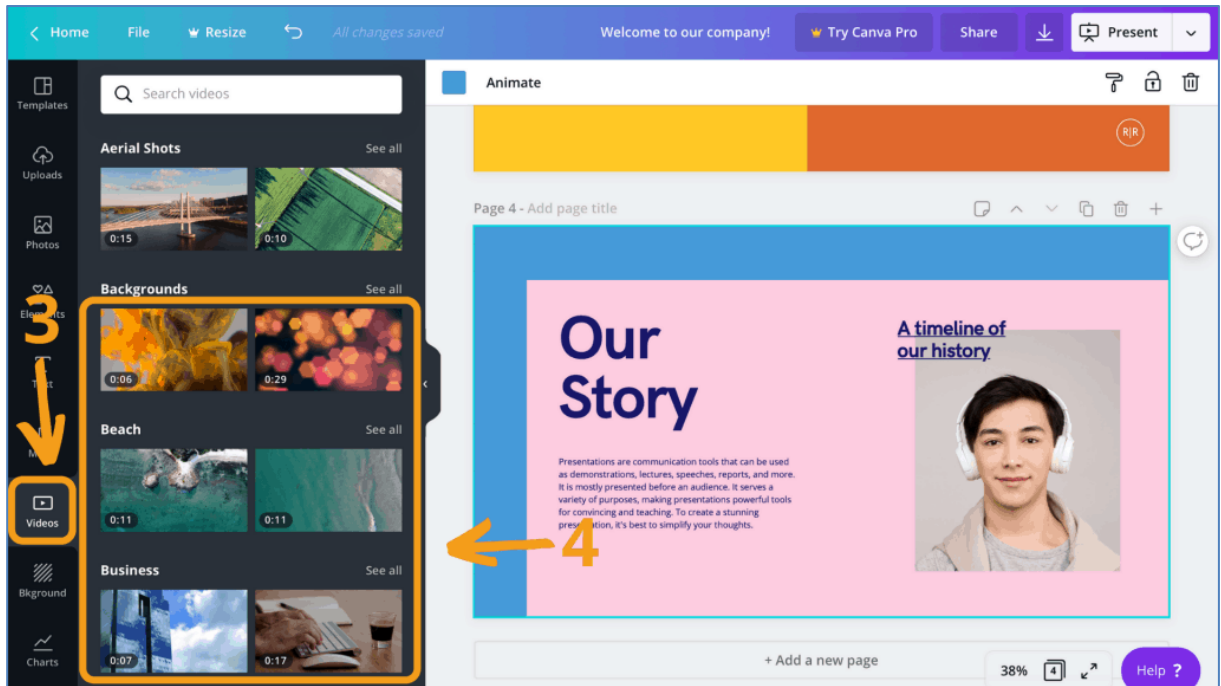 Home File Resize All changes saved Welcome to our company! Try Canva Pro Share Present
Templates
Uploads
Photos
Elements
Text
Videos
Bkground
Charts
3
Search videos
Aerial Shots See all
0:15 0:10
Backgrounds See all
0:06 0:29
Beach See all
0:11 0:11
Business See all
0:07 0:17
4
Animate
R|R
Page 4 - Add page title
Our
Story
A timeline of
our history
Presentations are communication tools that can be used
as demonstrations, lectures, speeches, reports, and more.
It is mostly presented before an audience. It serves a
variety of purposes, making presentations powerful tools
for convincing and teaching. To create a stunning
presentation, it's best to simplify your thoughts.
+ Add a new page
38% 4 Help ?